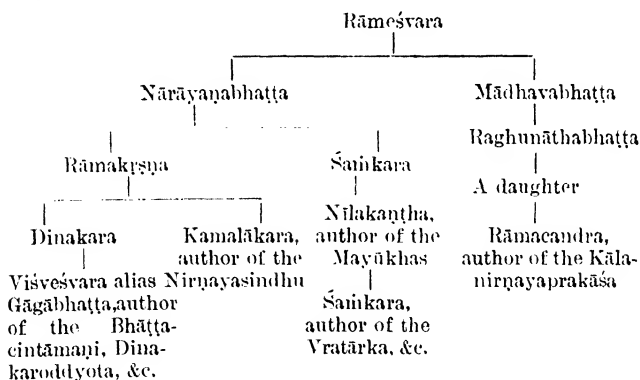 Rāmeśvara
Nārāyaṇabhaṭṭa Mādhavabhaṭṭa
Rāmakṛṣṇa Śaṁkara Raghunāthabhaṭṭa
A daughter
Dinakara Kamalākara, Nīlakaṇṭha, Rāmacandra,
author of the author of the author of the Kāla-
Viśveśvara alias Nirṇayasindhu Mayūkhas nirṇayaprakāśa
Gāgābhaṭṭa,author Śaṁkara,
of the Bhāṭṭa- author of the
cintāmaṇi, Dina- Vratārka, &c.
karoddyota, &c.